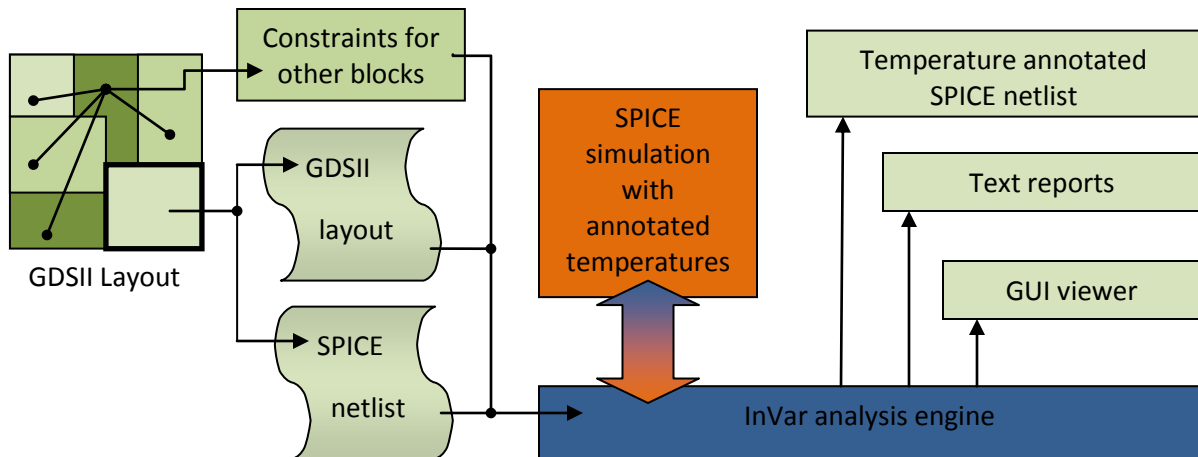 Constraints for
other blocks
GDSII Layout
GDSII
layout
SPICE
netlist
SPICE
simulation
with
annotated
temperatures
Temperature annotated
SPICE netlist
Text reports
GUI viewer
InVar analysis engine